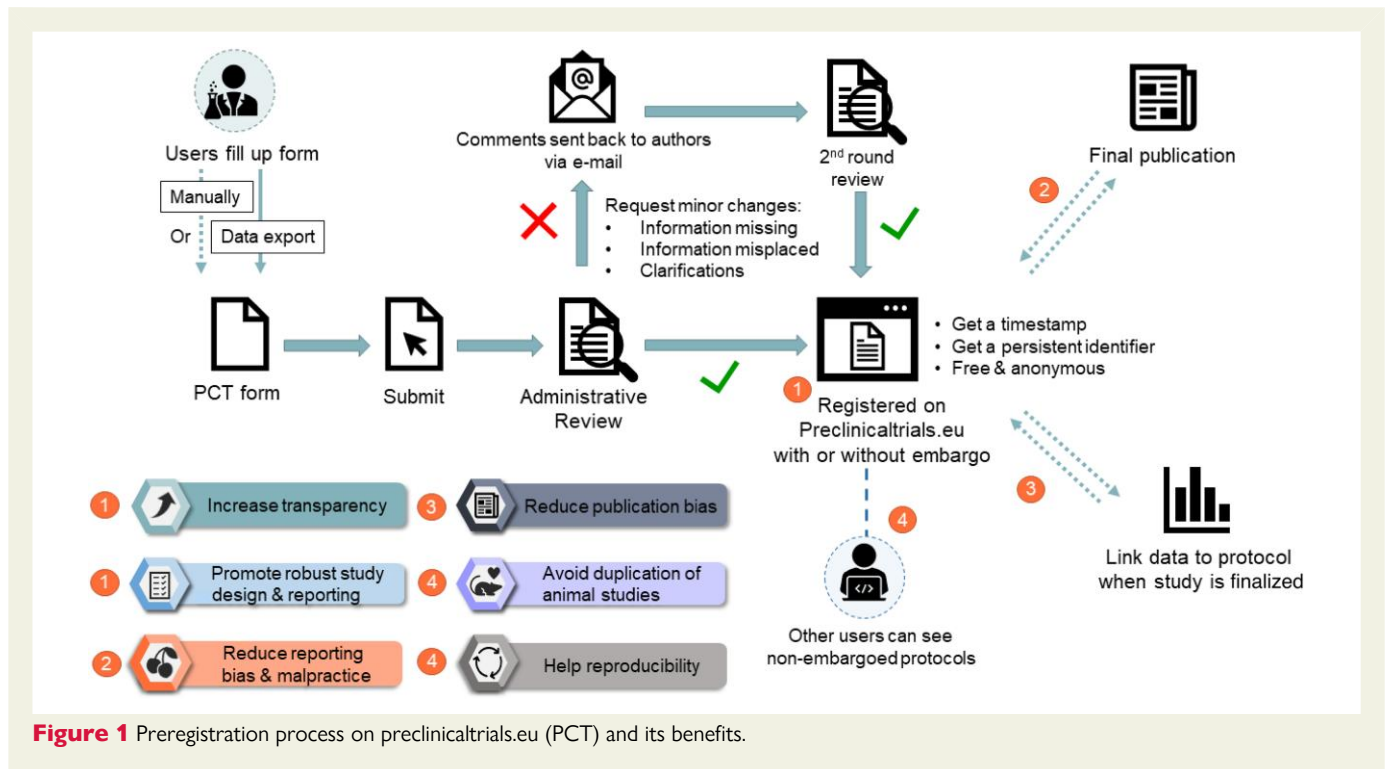 Users fill up form
Manually
Or
Data export
PCT form
Submit
Administrative
Review
@
Comments sent back to authors
via e-mail
Request minor changes:
• Information missing
• Information misplaced
• Clarifications
2nd round
review
1
Registered on
Preclinicaltrials.eu
with or without embargo
• Get a timestamp
• Get a persistent identifier
• Free & anonymous
Final publication
2
3
Link data to protocol
when study is finalized
4
</>
Other users can see
non-embargoed protocols
1
Increase transparency
1
Promote robust study
design & reporting
2
Reduce reporting
bias & malpractice
3
Reduce publication bias
4
Avoid duplication of
animal studies
4
Help reproducibility
Figure 1 Preregistration process on preclinicaltrials.eu (PCT) and its benefits.